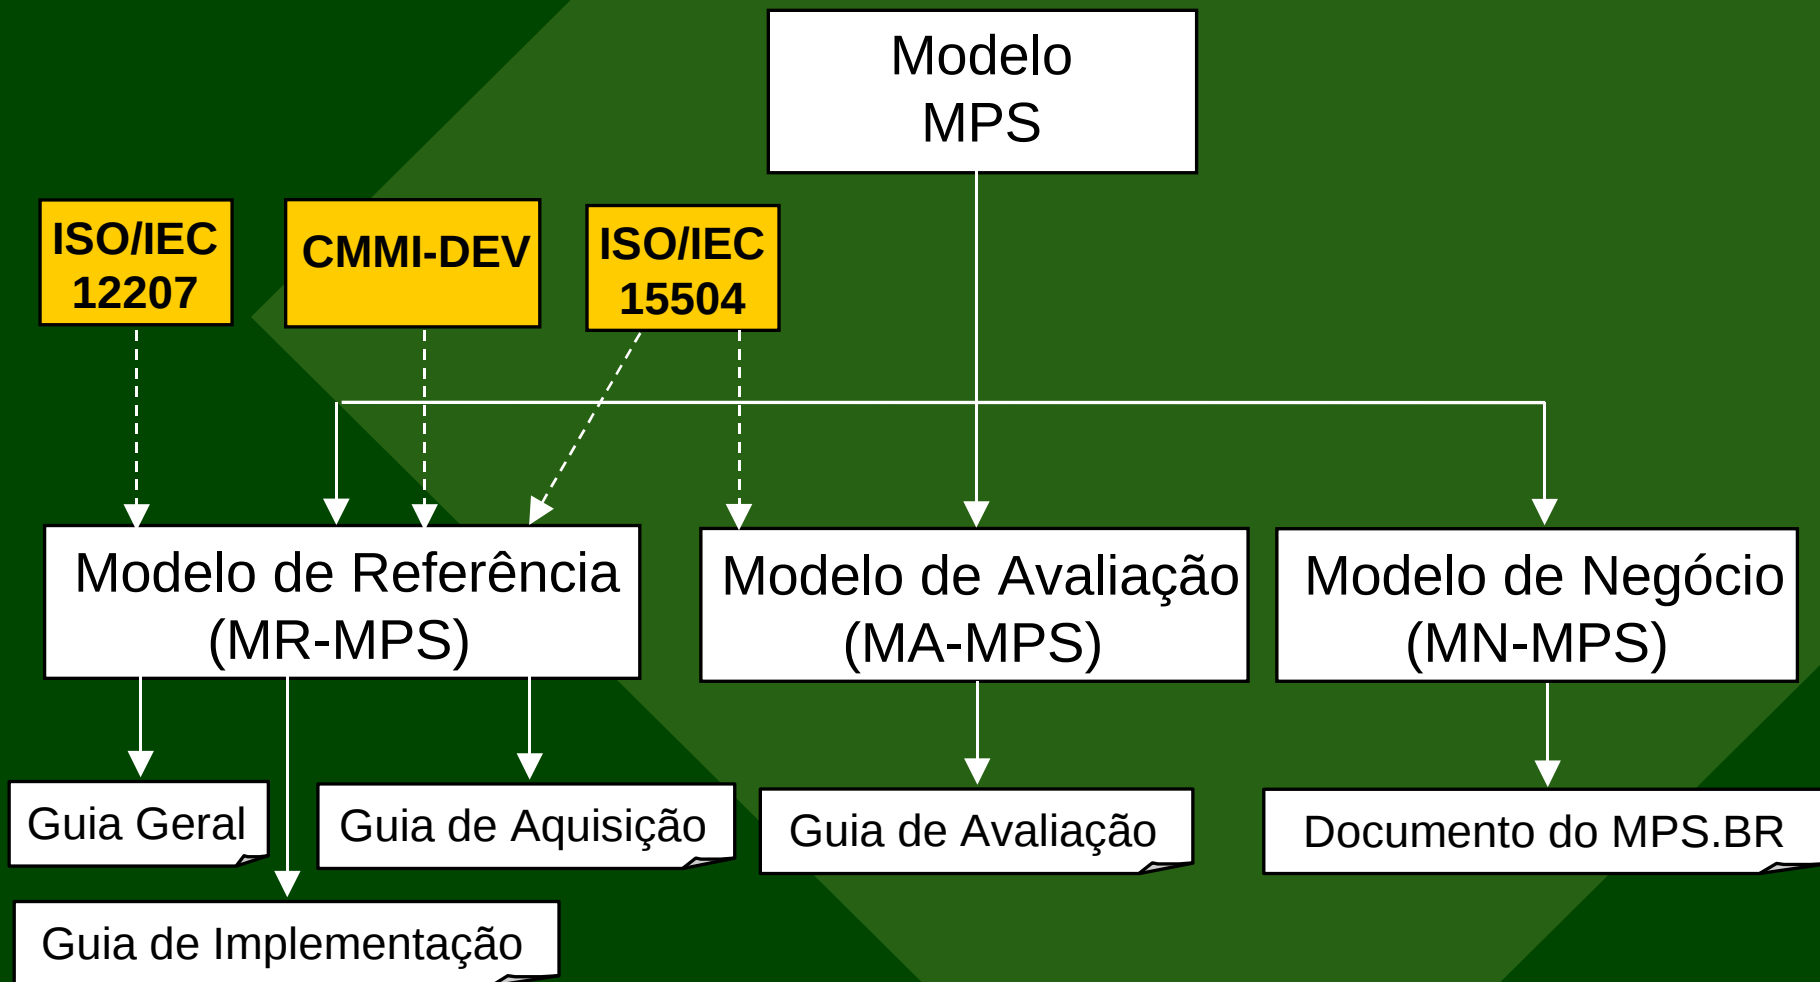 Modelo
MPS
ISO/IEC
12207
CMMI-DEV
ISO/IEC
15504
Modelo de Referência
(MR-MPS)
Modelo de Avaliação
(MA-MPS)
Modelo de Negócio
(MN-MPS)
Guia Geral
Guia de Aquisição
Guia de Avaliação
Documento do MPS.BR
Guia de Implementação